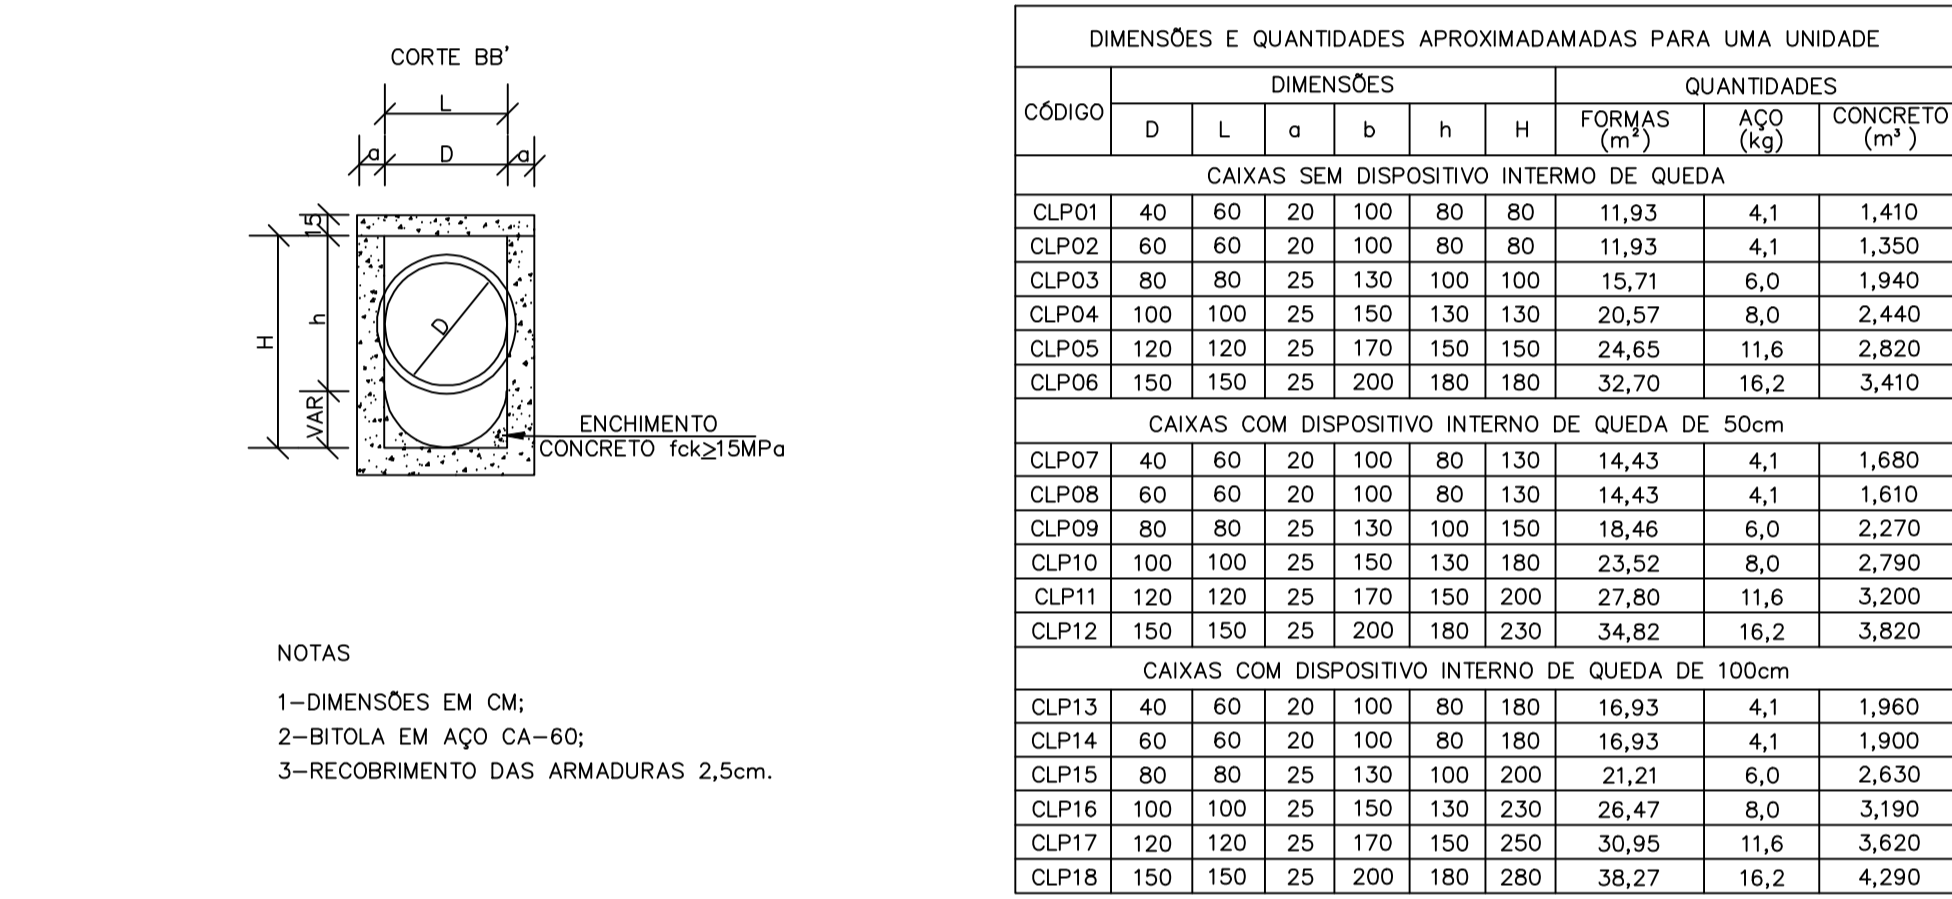 CORTE BB'
L
a D a
15
H
h
D
VAR
ENCHIMENTO
CONCRETO fck≥15MPa
NOTAS
1-DIMENSÕES EM CM;
2-BITOLA EM AÇO CA-60;
3-RECOBRIMENTO DAS ARMADURAS 2,5cm.
DIMENSÕES E QUANTIDADES APROXIMADAMADAS PARA UMA UNIDADE
CÓDIGO DIMENSÕES QUANTIDADES
D L a b h H FORMAS (m²) AÇO (kg) CONCRETO (m³)
CAIXAS SEM DISPOSITIVO INTERMO DE QUEDA
CLP01 40 60 20 100 80 80 11,93 4,1 1,410
CLP02 60 60 20 100 80 80 11,93 4,1 1,350
CLP03 80 80 25 130 100 100 15,71 6,0 1,940
CLP04 100 100 25 150 130 130 20,57 8,0 2,440
CLP05 120 120 25 170 150 150 24,65 11,6 2,820
CLP06 150 150 25 200 180 180 32,70 16,2 3,410
CAIXAS COM DISPOSITIVO INTERNO DE QUEDA DE 50cm
CLP07 40 60 20 100 80 130 14,43 4,1 1,680
CLP08 60 60 20 100 80 130 14,43 4,1 1,610
CLP09 80 80 25 130 100 150 18,46 6,0 2,270
CLP10 100 100 25 150 130 180 23,52 8,0 2,790
CLP11 120 120 25 170 150 200 27,80 11,6 3,200
CLP12 150 150 25 200 180 230 34,82 16,2 3,820
CAIXAS COM DISPOSITIVO INTERNO DE QUEDA DE 100cm
CLP13 40 60 20 100 80 180 16,93 4,1 1,960
CLP14 60 60 20 100 80 180 16,93 4,1 1,900
CLP15 80 80 25 130 100 200 21,21 6,0 2,630
CLP16 100 100 25 150 130 230 26,47 8,0 3,190
CLP17 120 120 25 170 150 250 30,95 11,6 3,620
CLP18 150 150 25 200 180 280 38,27 16,2 4,290